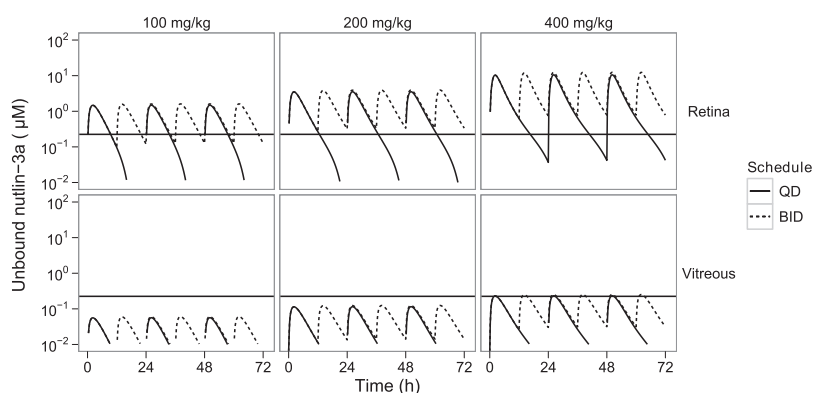 100 mg/kg 200 mg/kg 400 mg/kg
10²
10¹
10⁰
10⁻¹
10⁻²
Retina
10²
10¹
10⁰
10⁻¹
10⁻²
Vitreous
Unbound nutlin−3a ( μM)
0 24 48 72 0 24 48 72 0 24 48 72
Time (h)
Schedule
QD
BID